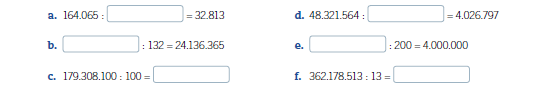 a. 164.065 : = 32.813
b. : 132 = 24.136.365
c. 179.308.100 : 100 =
d. 48.321.564 : = 4.026.797
e. : 200 = 4.000.000
f. 362.178.513 : 13 =